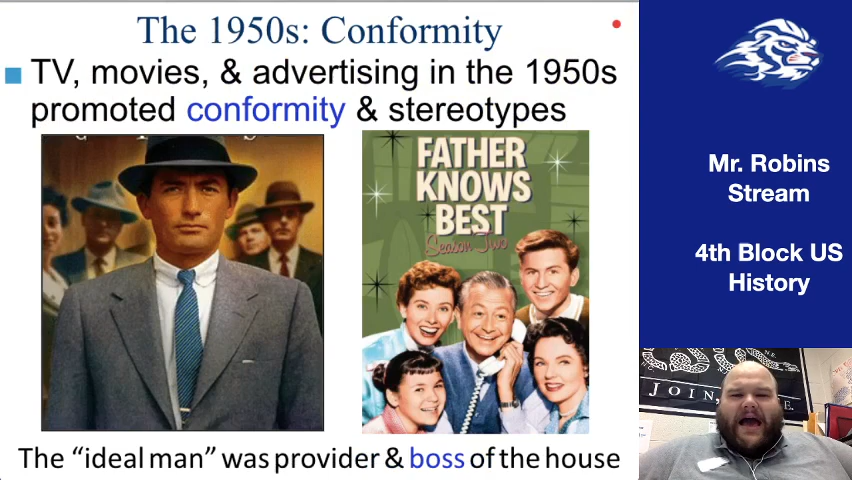 The 1950s: Conformity
TV, movies, & advertising in the 1950s
promoted conformity & stereotypes
FATHER
KNOWS
BEST
Season Two
The “ideal man” was provider & boss of the house
Mr. Robins
Stream
4th Block US
History
JOIN,